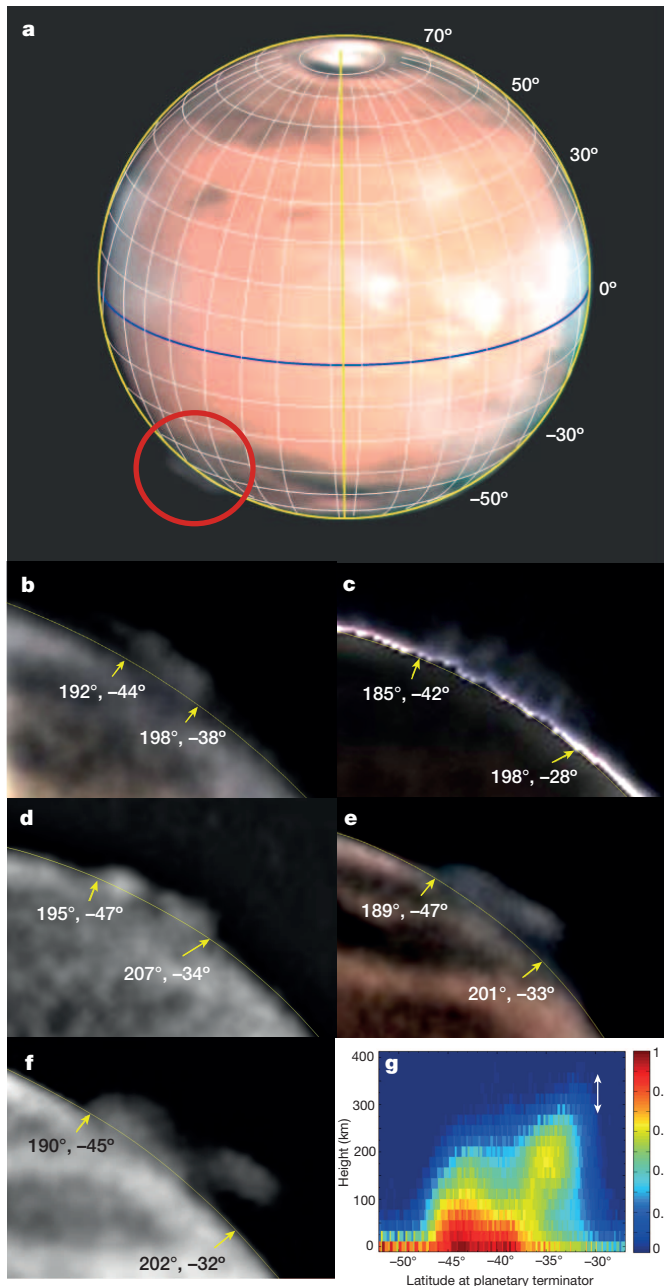 a
70°
50°
30°
0°
–30°
–50°
b
192°, –44°
198°, –38°
c
185°, –42°
198°, –28°
d
195°, –47°
207°, –34°
e
189°, –47°
201°, –33°
f
190°, –45°
202°, –32°
g
400
300
200
100
0
Height (km)
–50° –45° –40° –35° –30°
Latitude at planetary terminator
1
0.
0.
0.
0.
0